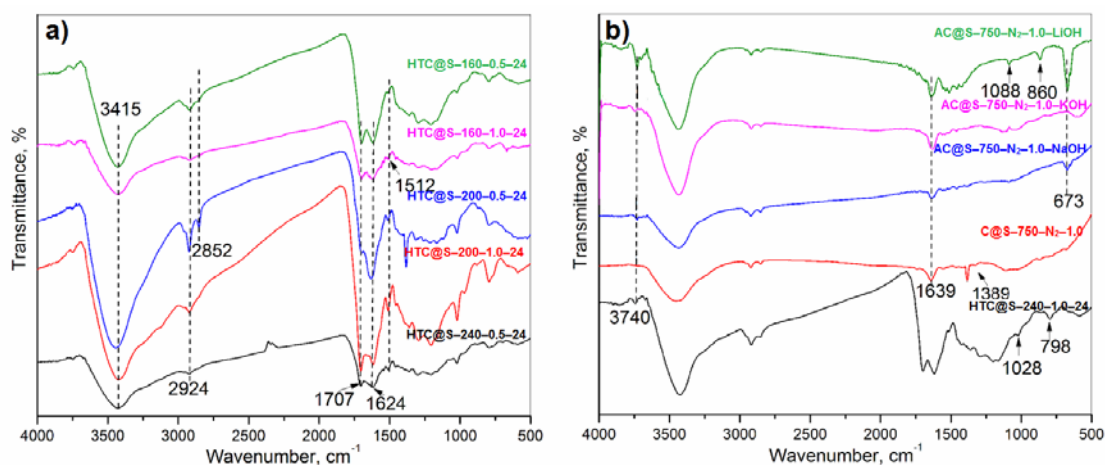 a)
Transmittance, %
3415
HTC@S–160–0.5–24
HTC@S–160–1.0–24
1512
HTC@S–200–0.5–24
2852
HTC@S–200–1.0–24
HTC@S–240–0.5–24
2924
1707
1624
4000 3500 3000 2500 2000 1500 1000 500
Wavenumber, cm⁻¹
b)
Transmittance, %
AC@S–750–N₂–1.0–LiOH
1088
860
AC@S–750–N₂–1.0–KOH
AC@S–750–N₂–1.0–NaOH
673
C@S–750–N₂–1.0
1639
1389
3740
HTC@S–240–1.0–24
1028
798
4000 3500 3000 2500 2000 1500 1000 500
Wavenumber, cm⁻¹